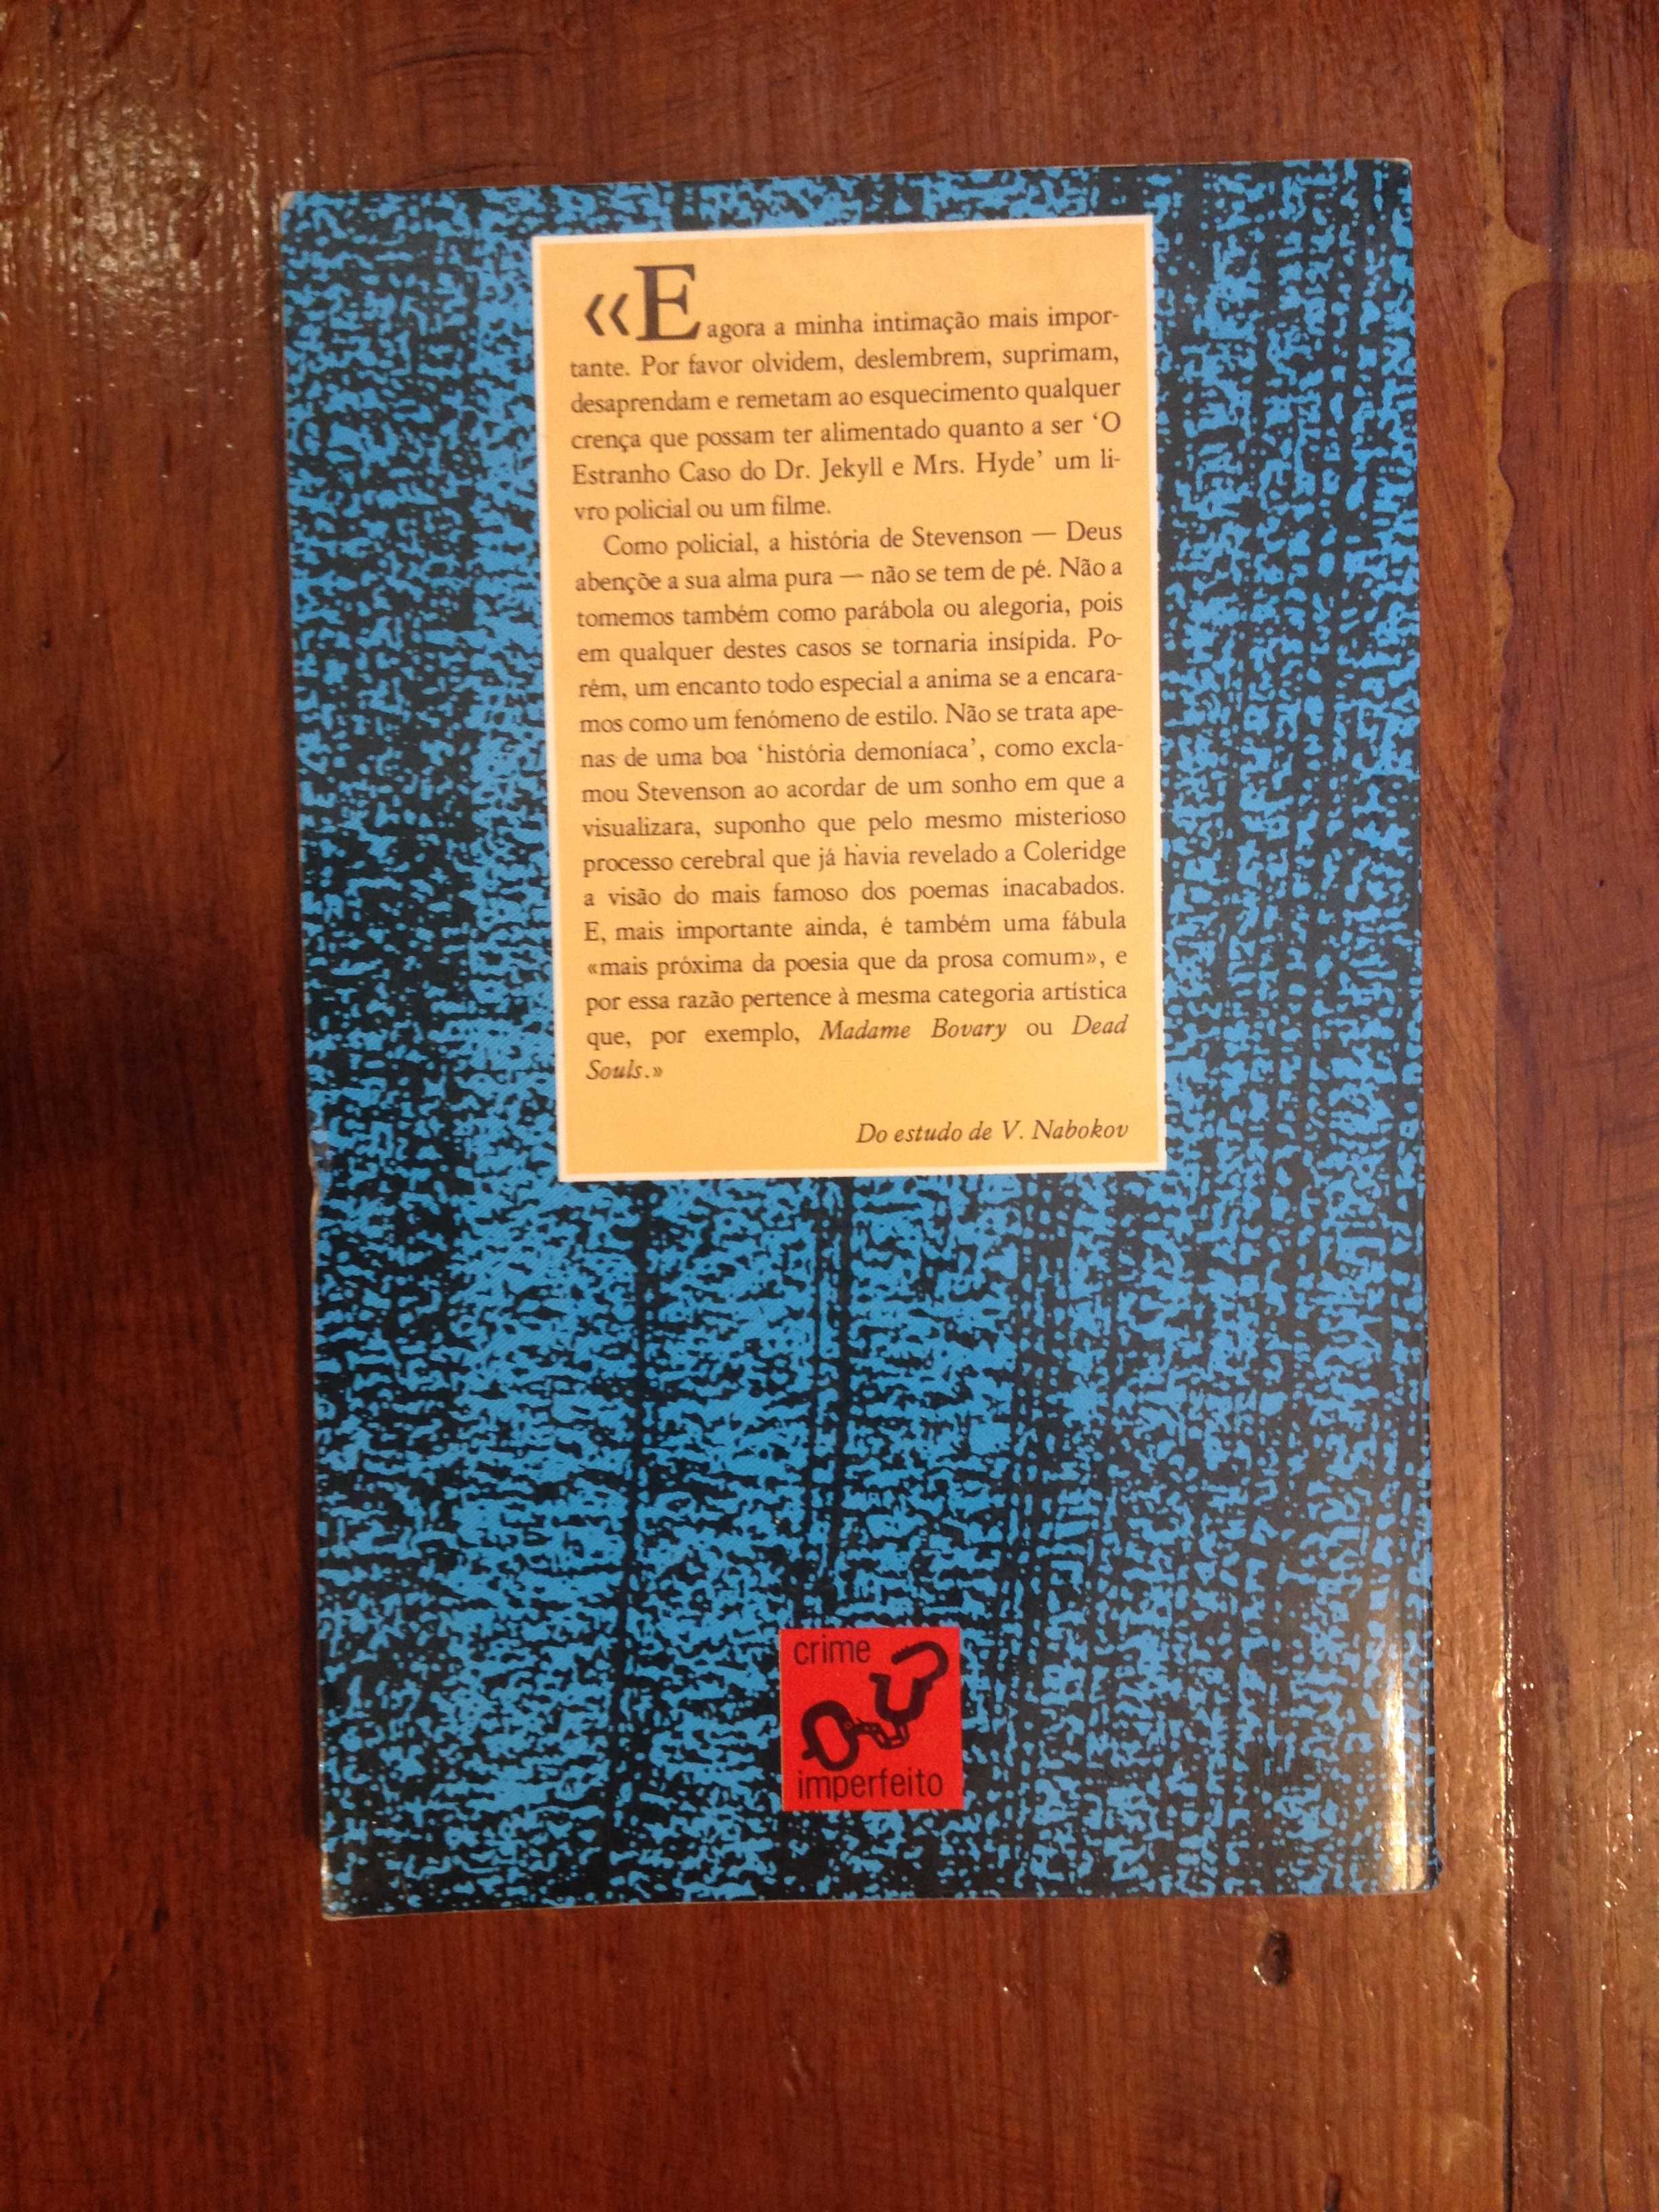 «E agora a minha intimação mais impor-
tante. Por favor olvidem, deslembrem, suprimam,
desaprendam e remetam ao esquecimento qualquer
crença que possam ter alimentado quanto a ser ‘O
Estranho Caso do Dr. Jekyll e Mrs. Hyde’ um li-
vro policial ou um filme.
Como policial, a história de Stevenson — Deus
abençõe a sua alma pura — não se tem de pé. Não a
tomemos também como parábola ou alegoria, pois
em qualquer destes casos se tornaria insípida. Po-
rém, um encanto todo especial a anima se a encara-
mos como um fenómeno de estilo. Não se trata ape-
nas de uma boa ‘história demoníaca’, como excla-
mou Stevenson ao acordar de um sonho em que a
visualizara, suponho que pelo mesmo misterioso
processo cerebral que já havia revelado a Coleridge
a visão do mais famoso dos poemas inacabados.
E, mais importante ainda, é também uma fábula
«mais próxima da poesia que da prosa comum», e
por essa razão pertence à mesma categoria artística
que, por exemplo, Madame Bovary ou Dead
Souls.»
Do estudo de V. Nabokov
crime
imperfeito